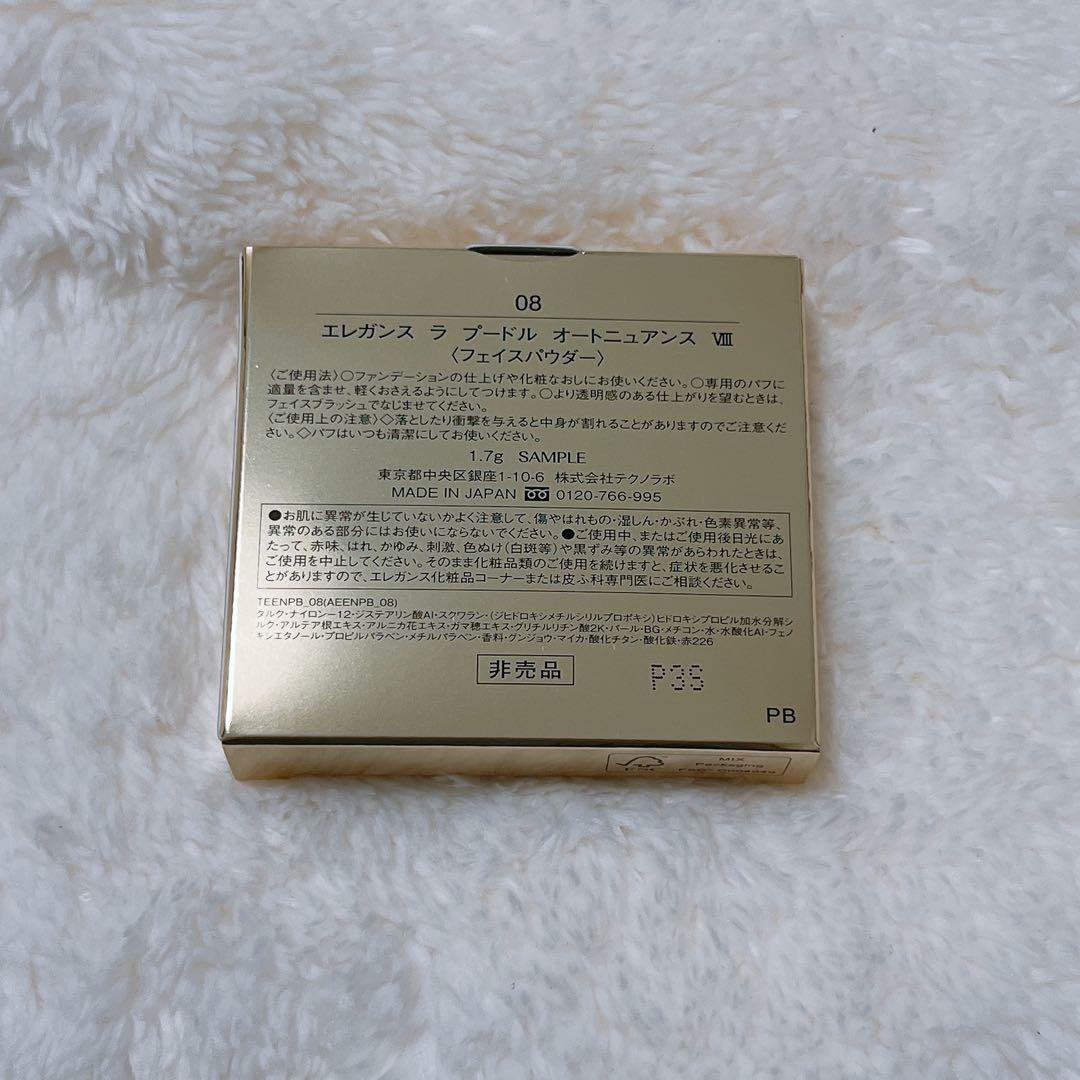 08
エレガンス ラ プードル オートニュアンス Ⅷ
〈フェイスパウダー〉
〈ご使用法〉○ファンデーションの仕上げや化粧なおしにお使いください。○専用のパフに
適量を含ませ、軽くおさえるようにしてつけます。○より透明感のある仕上がりを望むときは、
フェイスブラッシュでなじませてください。
〈ご使用上の注意〉◇落としたり衝撃を与えると中身が割れることがありますのでご注意くだ
さい。◇パフはいつも清潔にしてお使いください。
1.7g SAMPLE
東京都中央区銀座1-10-6 株式会社テクノラボ
MADE IN JAPAN 0120-766-995
●お肌に異常が生じていないかよく注意して、傷やはれもの・湿しん・かぶれ・色素異常等、
異常のある部分にはお使いにならないでください。●ご使用中、またはご使用後日光にあ
たって、赤味、はれ、かゆみ、刺激、色ぬけ(白斑等)や黒ずみ等の異常があらわれたときは、
ご使用を中止してください。そのまま化粧品類のご使用を続けますと、症状を悪化させるこ
とがありますので、エレガンス化粧品コーナーまたは皮ふ科専門医にご相談ください。
TEENPB_08(AEENPB_08)
タルク・ナイロン-12・ジステアリン酸Al・スクワラン・(ジヒドロキシメチルシリルプロポキシ)ヒドロキシプロピル加水分解シ
ルク・アルテア根エキス・アルニカ花エキス・ガマ穂エキス・グリチルリチン酸2K・パール・BG・メチコン・水・水酸化Al・フェノ
キシエタノール・プロピルパラベン・メチルパラベン・香料・グンジョウ・マイカ・酸化チタン・酸化鉄・赤226
非売品
P3S
PB
MIX
Packaging